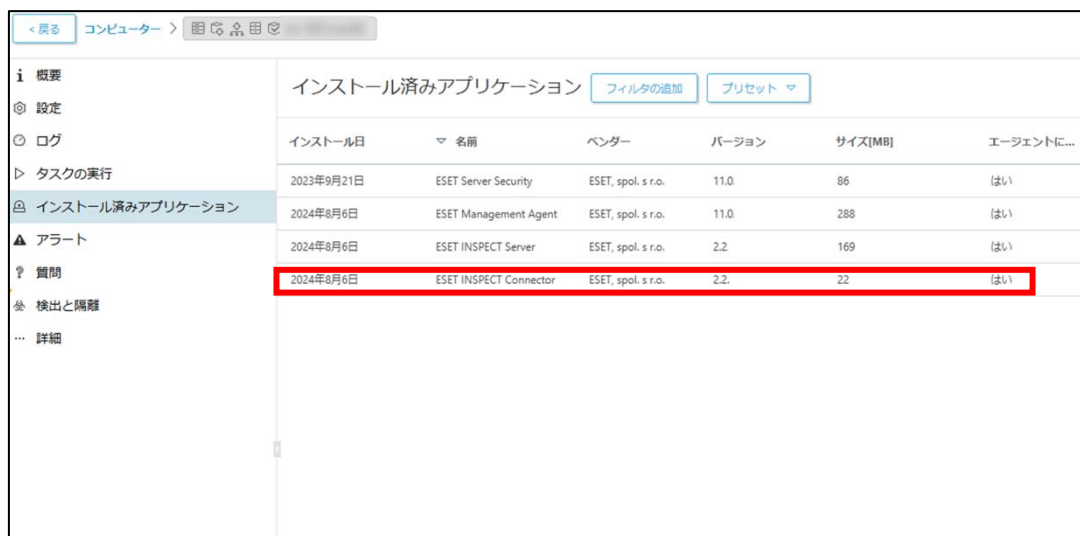 <戻る コンピューター >
i 概要
設定
ログ
タスクの実行
インストール済みアプリケーション
アラート
? 質問
検出と隔離
… 詳細
インストール済みアプリケーション フィルタの追加 プリセット
インストール日 名前 ベンダー バージョン サイズ[MB] エージェントに...
2023年9月21日 ESET Server Security ESET, spol. s r.o. 11.0. 86 はい
2024年8月6日 ESET Management Agent ESET, spol. s r.o. 11.0. 288 はい
2024年8月6日 ESET INSPECT Server ESET, spol. s r.o. 2.2 169 はい
2024年8月6日 ESET INSPECT Connector ESET, spol. s r.o. 2.2. 22 はい